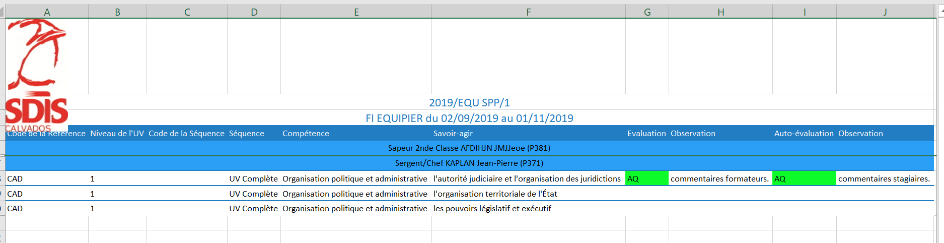 A B C D E F G H I J
SDIS
CALVADOS
2019/EQU SPP/1
FI EQUIPIER du 02/09/2019 au 01/11/2019
Code de la Référence Niveau de l'UV Code de la Séquence Séquence Compétence Savoir-agir Evaluation Observation Auto-évaluation Observation
Sapeur 2nde Classe AFDIHJN JMJJeoe (P381)
Sergent/Chef KAPLAN Jean-Pierre (P371)
CAD 1 UV Complète Organisation politique et administrative l'autorité judiciaire et l'organisation des juridictions AQ commentaires formateurs. AQ commentaires stagiaires.
CAD 1 UV Complète Organisation politique et administrative l'organisation territoriale de l'État
CAD 1 UV Complète Organisation politique et administrative les pouvoirs législatif et exécutif